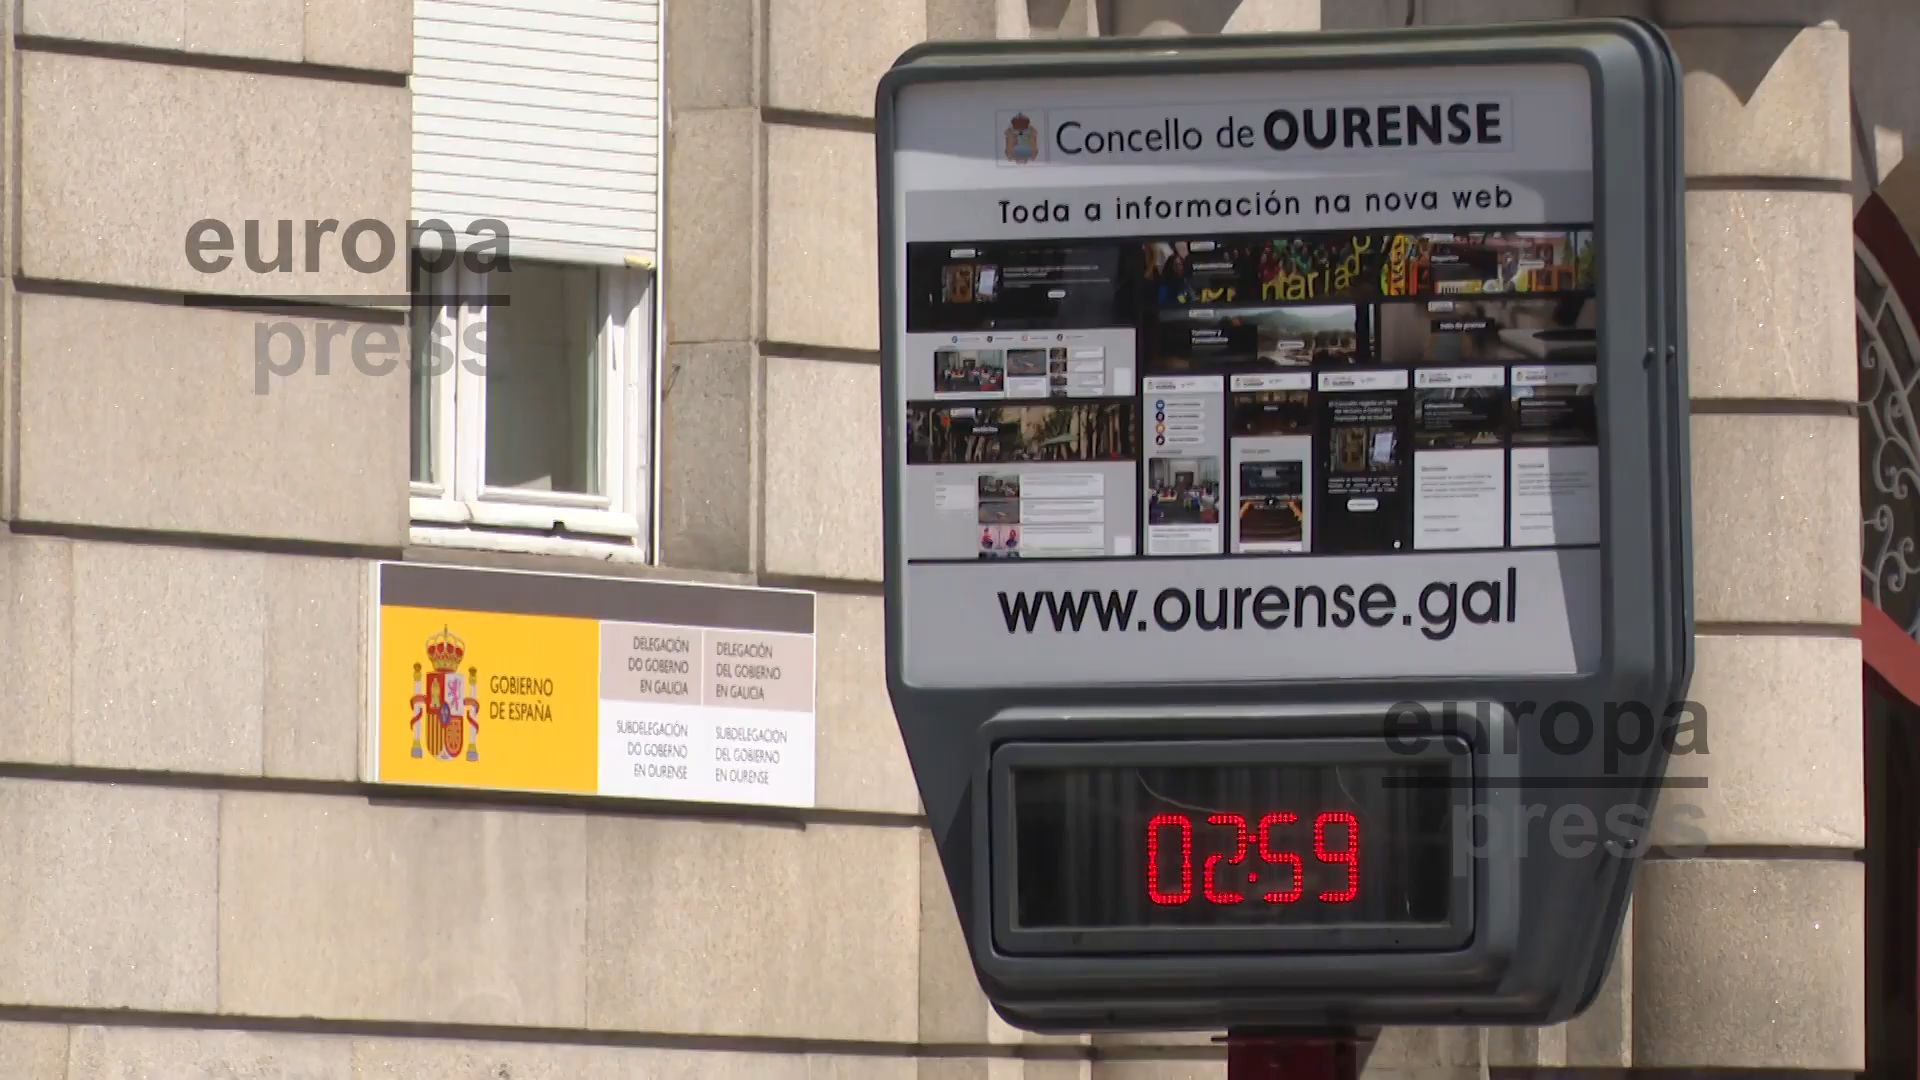 Concello de OURENSE
Toda a información na nova web
europa
press
www.ourense.gal
GOBIERNO
DE ESPAÑA
DELEGACIÓN
DO GOBERNO
EN GALICIA
DELEGACIÓN
DEL GOBIERNO
EN GALICIA
SUBDELEGACIÓN
DO GOBERNO
EN OURENSE
SUBDELEGACIÓN
DEL GOBIERNO
EN OURENSE
europa
press
02:59